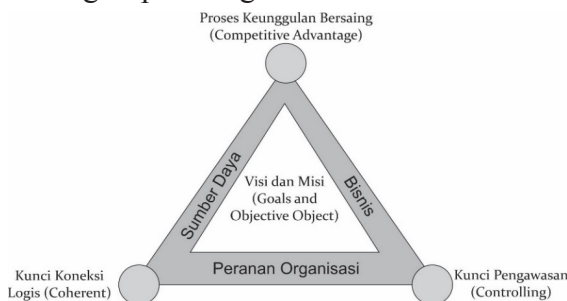 Proses Keunggulan Bersaing
(Competitive Advantage)
Sumber Daya
Bisnis
Visi dan Misi
(Goals and
Objective Object)
Peranan Organisasi
Kunci Koneksi
Logis (Coherent)
Kunci Pengawasan
(Controlling)